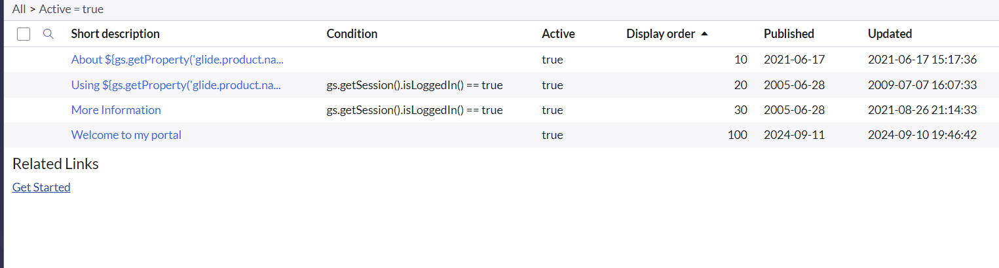 All > Active = true
Short description Condition Active Display order Published Updated
About ${gs.getProperty('glide.product.na... true 10 2021-06-17 2021-06-17 15:17:36
Using ${gs.getProperty('glide.product.na... gs.getSession().isLoggedIn() == true true 20 2005-06-28 2009-07-07 16:07:33
More Information gs.getSession().isLoggedIn() == true true 30 2005-06-28 2021-08-26 21:14:33
Welcome to my portal true 100 2024-09-11 2024-09-10 19:46:42
Related Links
Get Started